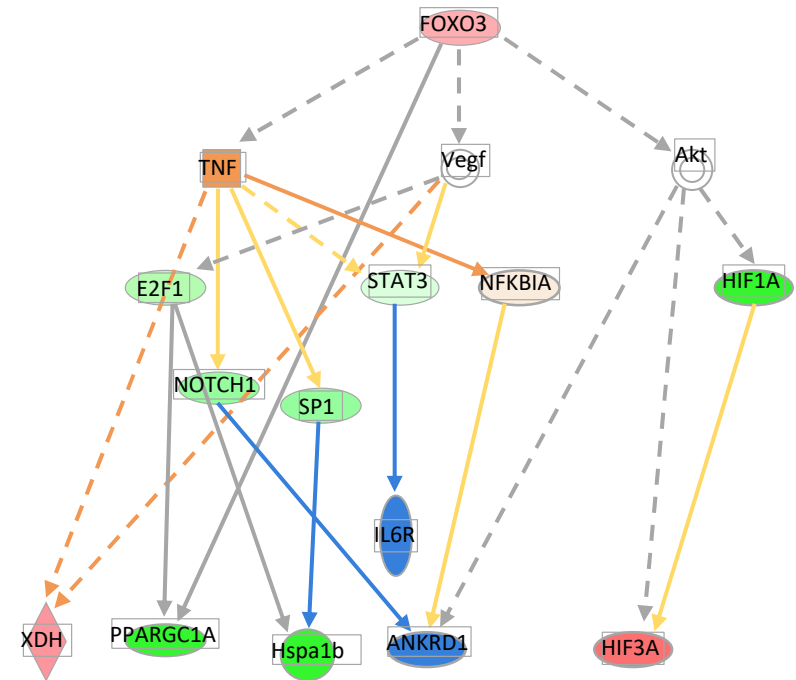 FOXO3
TNF
Vegf
Akt
E2F1
STAT3
NFKBIA
HIF1A
NOTCH1
SP1
IL6R
XDH
PPARGC1A
Hspa1b
ANKRD1
HIF3A